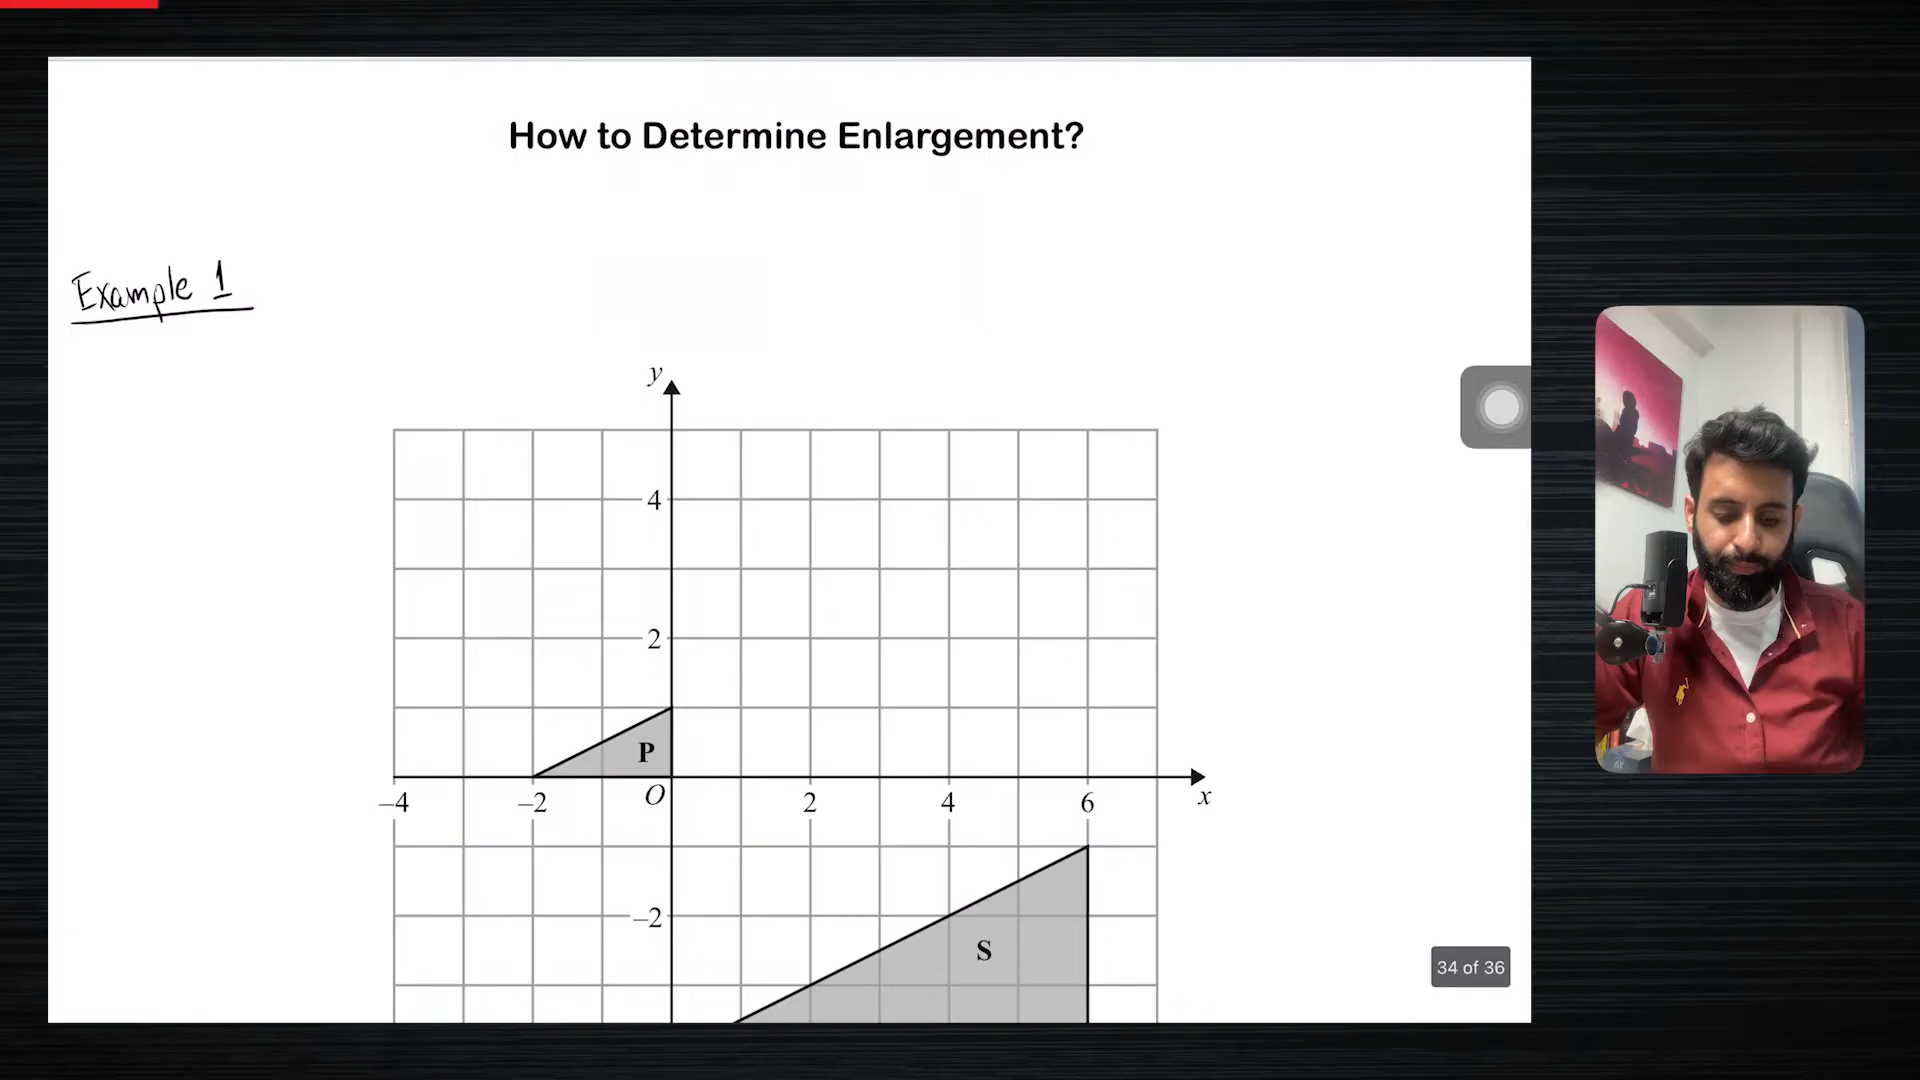 How to Determine Enlargement?
Example 1
y
4
2
P
–4
–2
O
2
4
6
x
–2
S
34 of 36